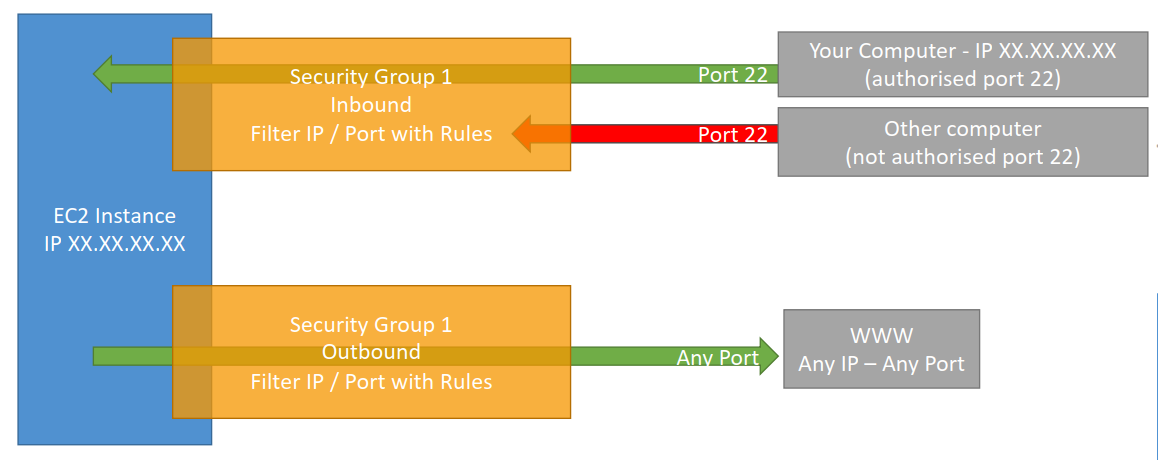 Your Computer - IP XX.XX.XX.XX
(authorised port 22)
Port 22
Security Group 1
Inbound
Filter IP / Port with Rules
Other computer
(not authorised port 22)
Port 22
EC2 Instance
IP XX.XX.XX.XX
Security Group 1
Outbound
Filter IP / Port with Rules
Any Port
WWW
Any IP – Any Port